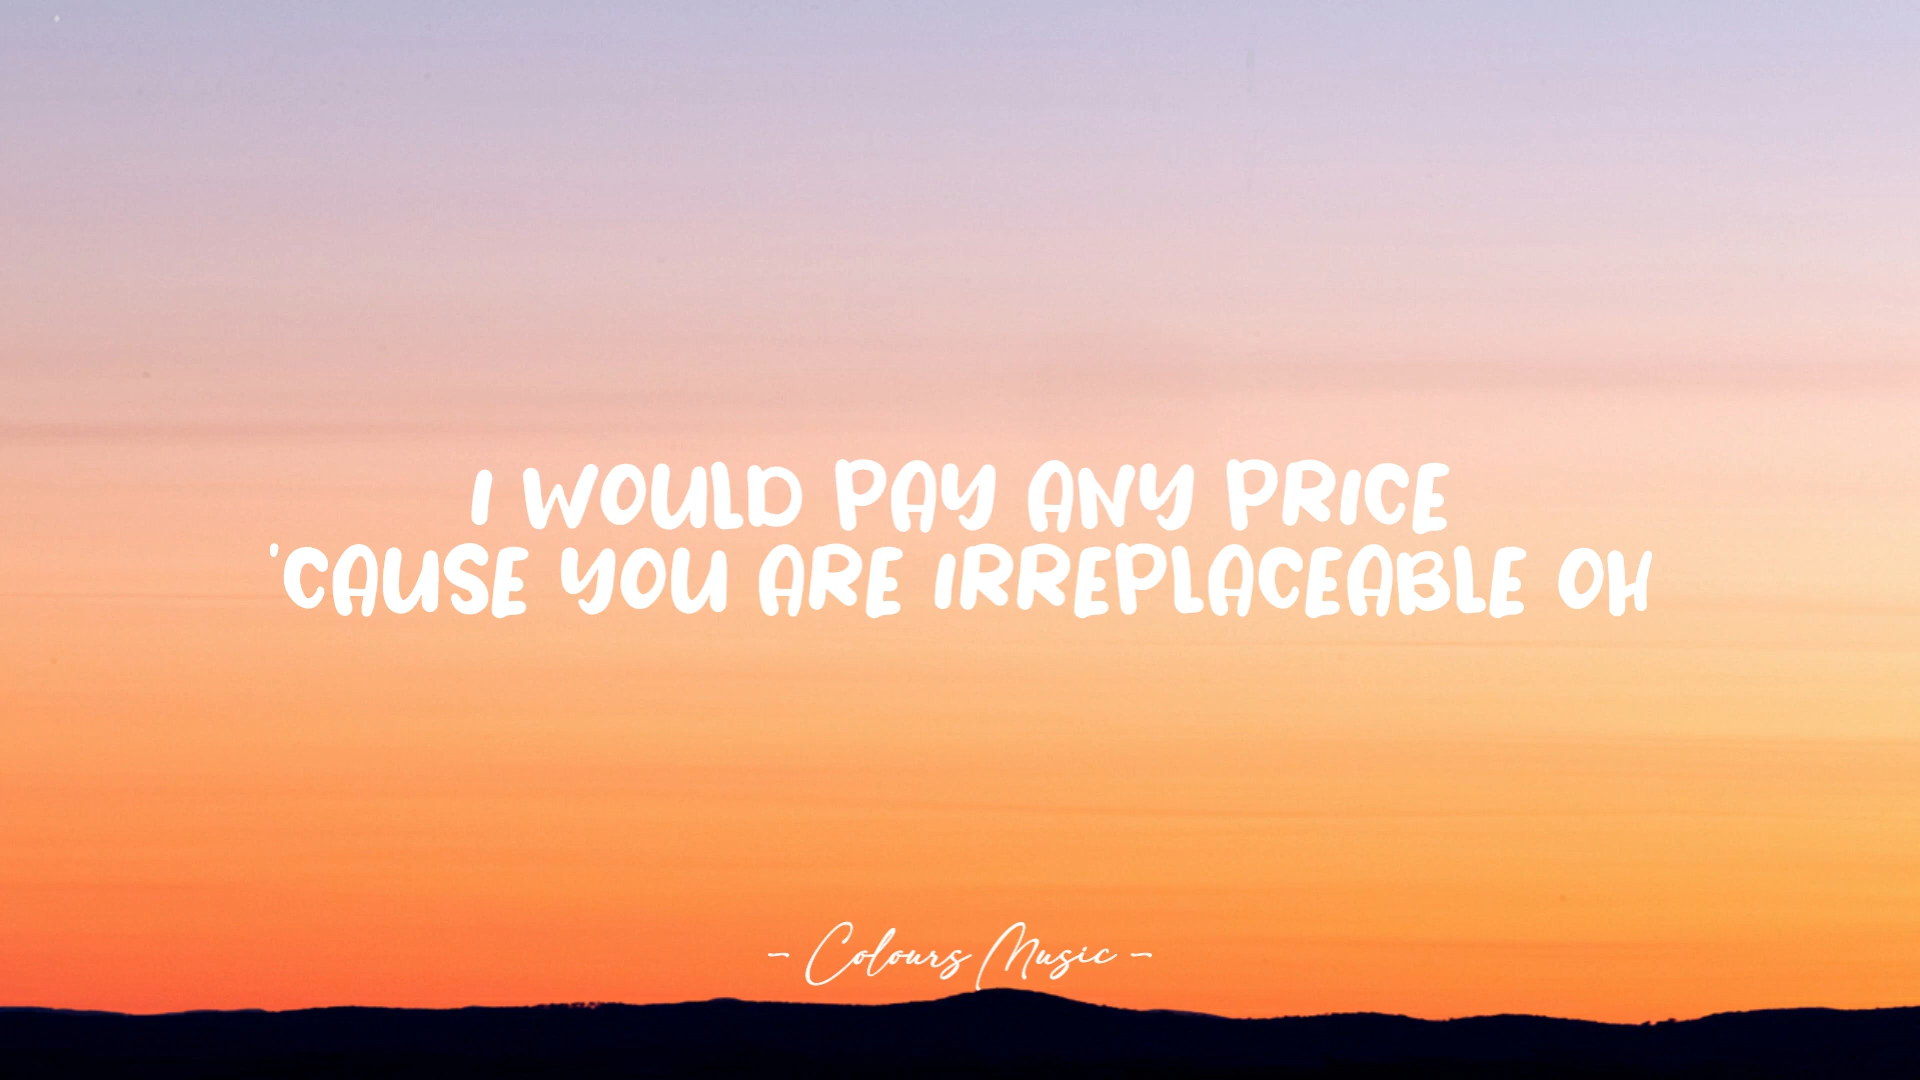 I WOULD PAY ANY PRICE
'CAUSE YOU ARE IRREPLACEABLE OH
- Colours Music -